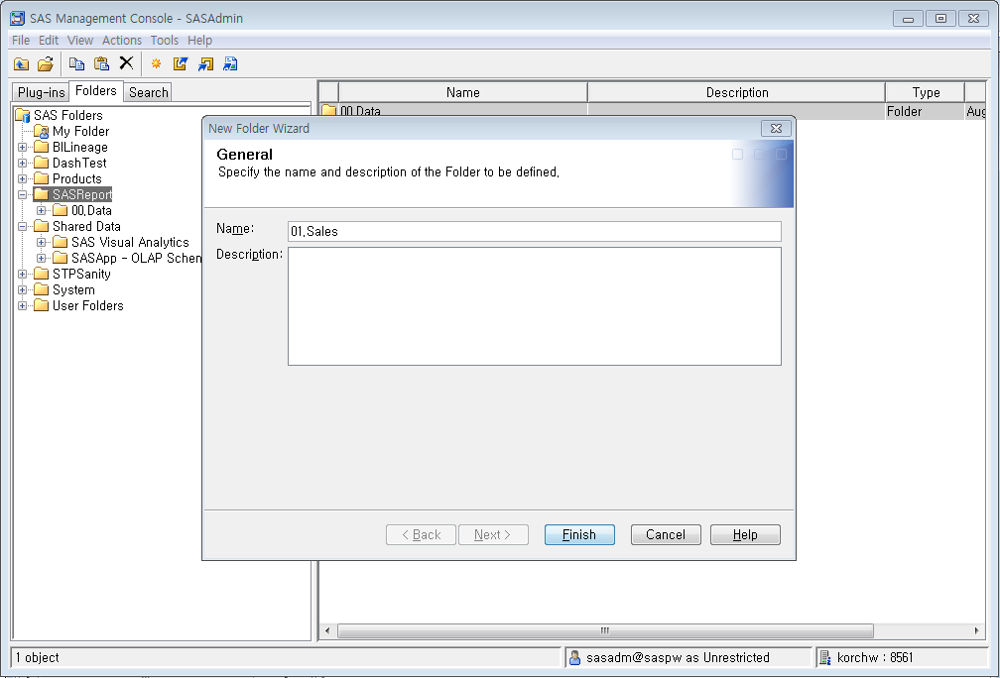 SAS Management Console - SASAdmin
File Edit View Actions Tools Help
Plug-ins Folders Search
SAS Folders
My Folder
BILineage
DashTest
Products
SASReport
00.Data
Shared Data
SAS Visual Analytics
SASApp - OLAP Schem
STPSanity
System
User Folders
Name Description Type
00.Data Folder Aug
New Folder Wizard
General
Specify the name and description of the Folder to be defined.
Name: 01.Sales
Description:
< Back Next > Finish Cancel Help
1 object sasadm@saspw as Unrestricted korchw : 8561